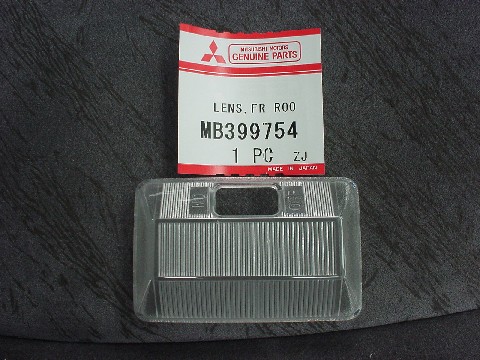 MITSUBISHI MOTORS
GENUINE PARTS
LENS,FR ROO
MB399754
1 PC ZJ
MADE IN JAPAN